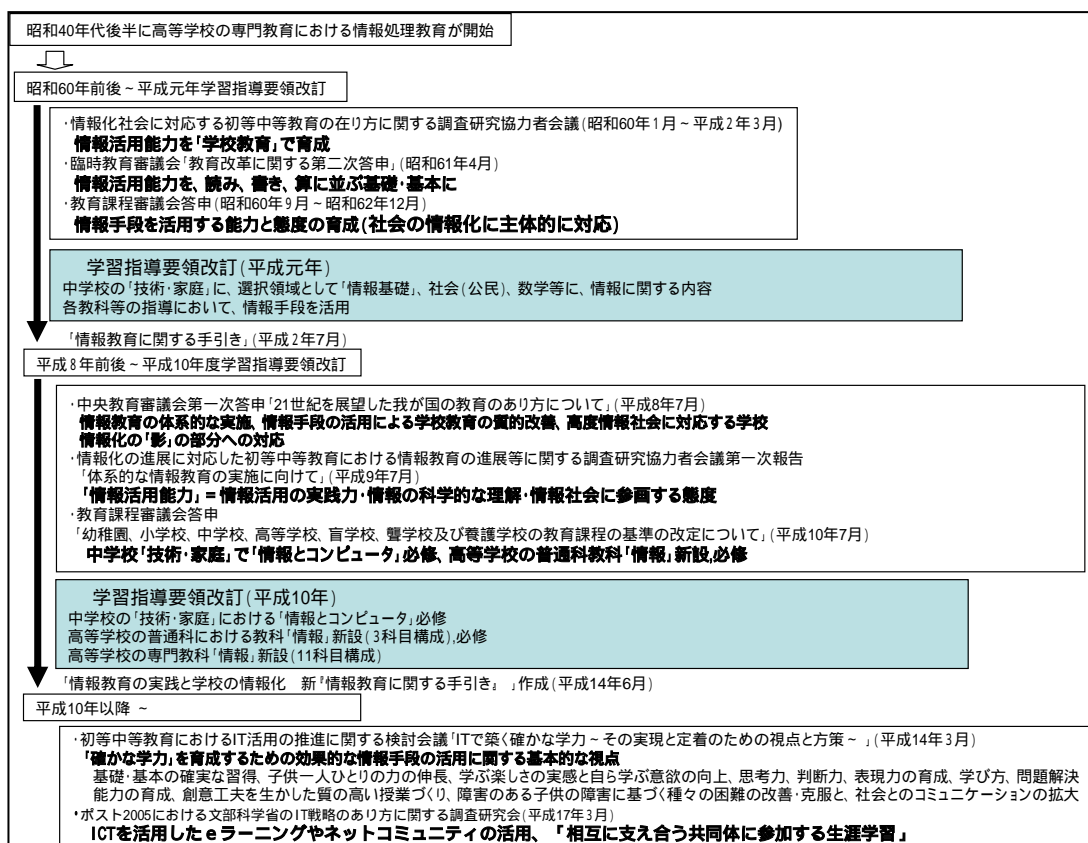 昭和40年代後半に高等学校の専門教育における情報処理教育が開始
昭和60年前後～平成元年学習指導要領改訂
・情報化社会に対応する初等中等教育の在り方に関する調査研究協力者会議(昭和60年1月～平成2年3月)
情報活用能力を「学校教育」で育成
・臨時教育審議会「教育改革に関する第二次答申」(昭和61年4月)
情報活用能力を、読み、書き、算に並ぶ基礎・基本に
・教育課程審議会答申(昭和60年9月～昭和62年12月)
情報手段を活用する能力と態度の育成(社会の情報化に主体的に対応)
学習指導要領改訂(平成元年)
中学校の「技術・家庭」に、選択領域として「情報基礎」、社会(公民)、数学等に、情報に関する内容
各教科等の指導において、情報手段を活用
「情報教育に関する手引き」(平成2年7月)
平成8年前後～平成10年度学習指導要領改訂
・中央教育審議会第一次答申「21世紀を展望した我が国の教育のあり方について」(平成8年7月)
情報教育の体系的な実施、情報手段の活用による学校教育の質的改善、高度情報社会に対応する学校
情報化の「影」の部分への対応
・情報化の進展に対応した初等中等教育における情報教育の進展等に関する調査研究協力者会議第一次報告
「体系的な情報教育の実施に向けて」(平成9年7月)
「情報活用能力」=情報活用の実践力・情報の科学的な理解・情報社会に参画する態度
・教育課程審議会答申
「幼稚園、小学校、中学校、高等学校、盲学校、聾学校及び養護学校の教育課程の基準の改定について」(平成10年7月)
中学校「技術・家庭」で「情報とコンピュータ」必修、高等学校の普通科教科「情報」新設,必修
学習指導要領改訂(平成10年)
中学校の「技術・家庭」における「情報とコンピュータ」必修
高等学校の普通科における教科「情報」新設(3科目構成),必修
高等学校の専門教科「情報」新設(11科目構成)
「情報教育の実践と学校の情報化　新『情報教育に関する手引き』」作成(平成14年6月)
平成10年以降 ～
・初等中等教育におけるIT活用の推進に関する検討会議「ITで築く確かな学力～その実現と定着のための視点と方策～」(平成14年3月)
「確かな学力」を育成するための効果的な情報手段の活用に関する基本的な視点
基礎・基本の確実な習得、子供一人ひとりの力の伸長、学ぶ楽しさの実感と自ら学ぶ意欲の向上、思考力、判断力、表現力の育成、学び方、問題解決
能力の育成、創意工夫を生かした質の高い授業づくり、障害のある子供の障害に基づく種々の困難の改善・克服と、社会とのコミュニケーションの拡大
・ポスト2005における文部科学省のIT戦略のあり方に関する調査研究会(平成17年3月)
ICTを活用したeラーニングやネットコミュニティの活用、「相互に支え合う共同体に参加する生涯学習」